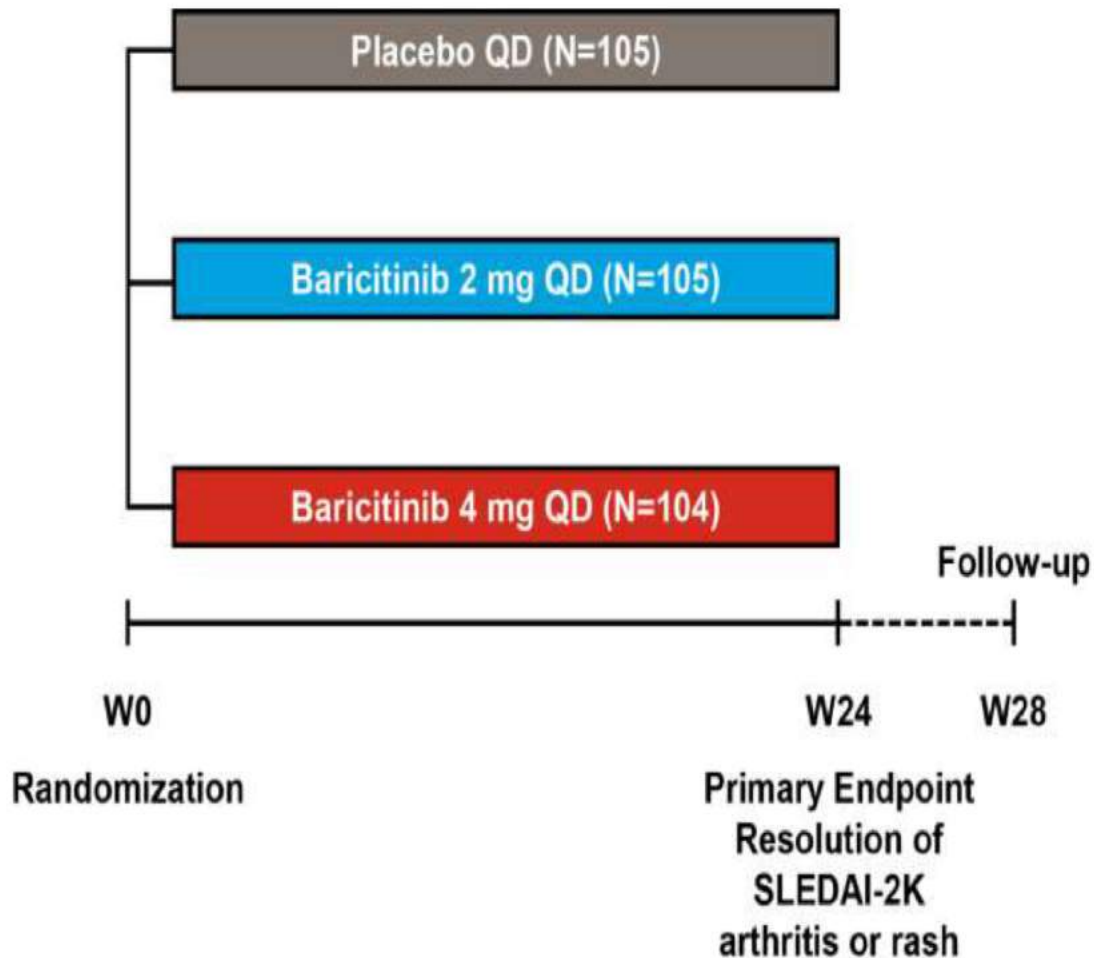 Placebo QD (N=105)
Baricitinib 2 mg QD (N=105)
Baricitinib 4 mg QD (N=104)
Follow-up
W0
W24
W28
Randomization
Primary Endpoint
Resolution of
SLEDAI-2K
arthritis or rash